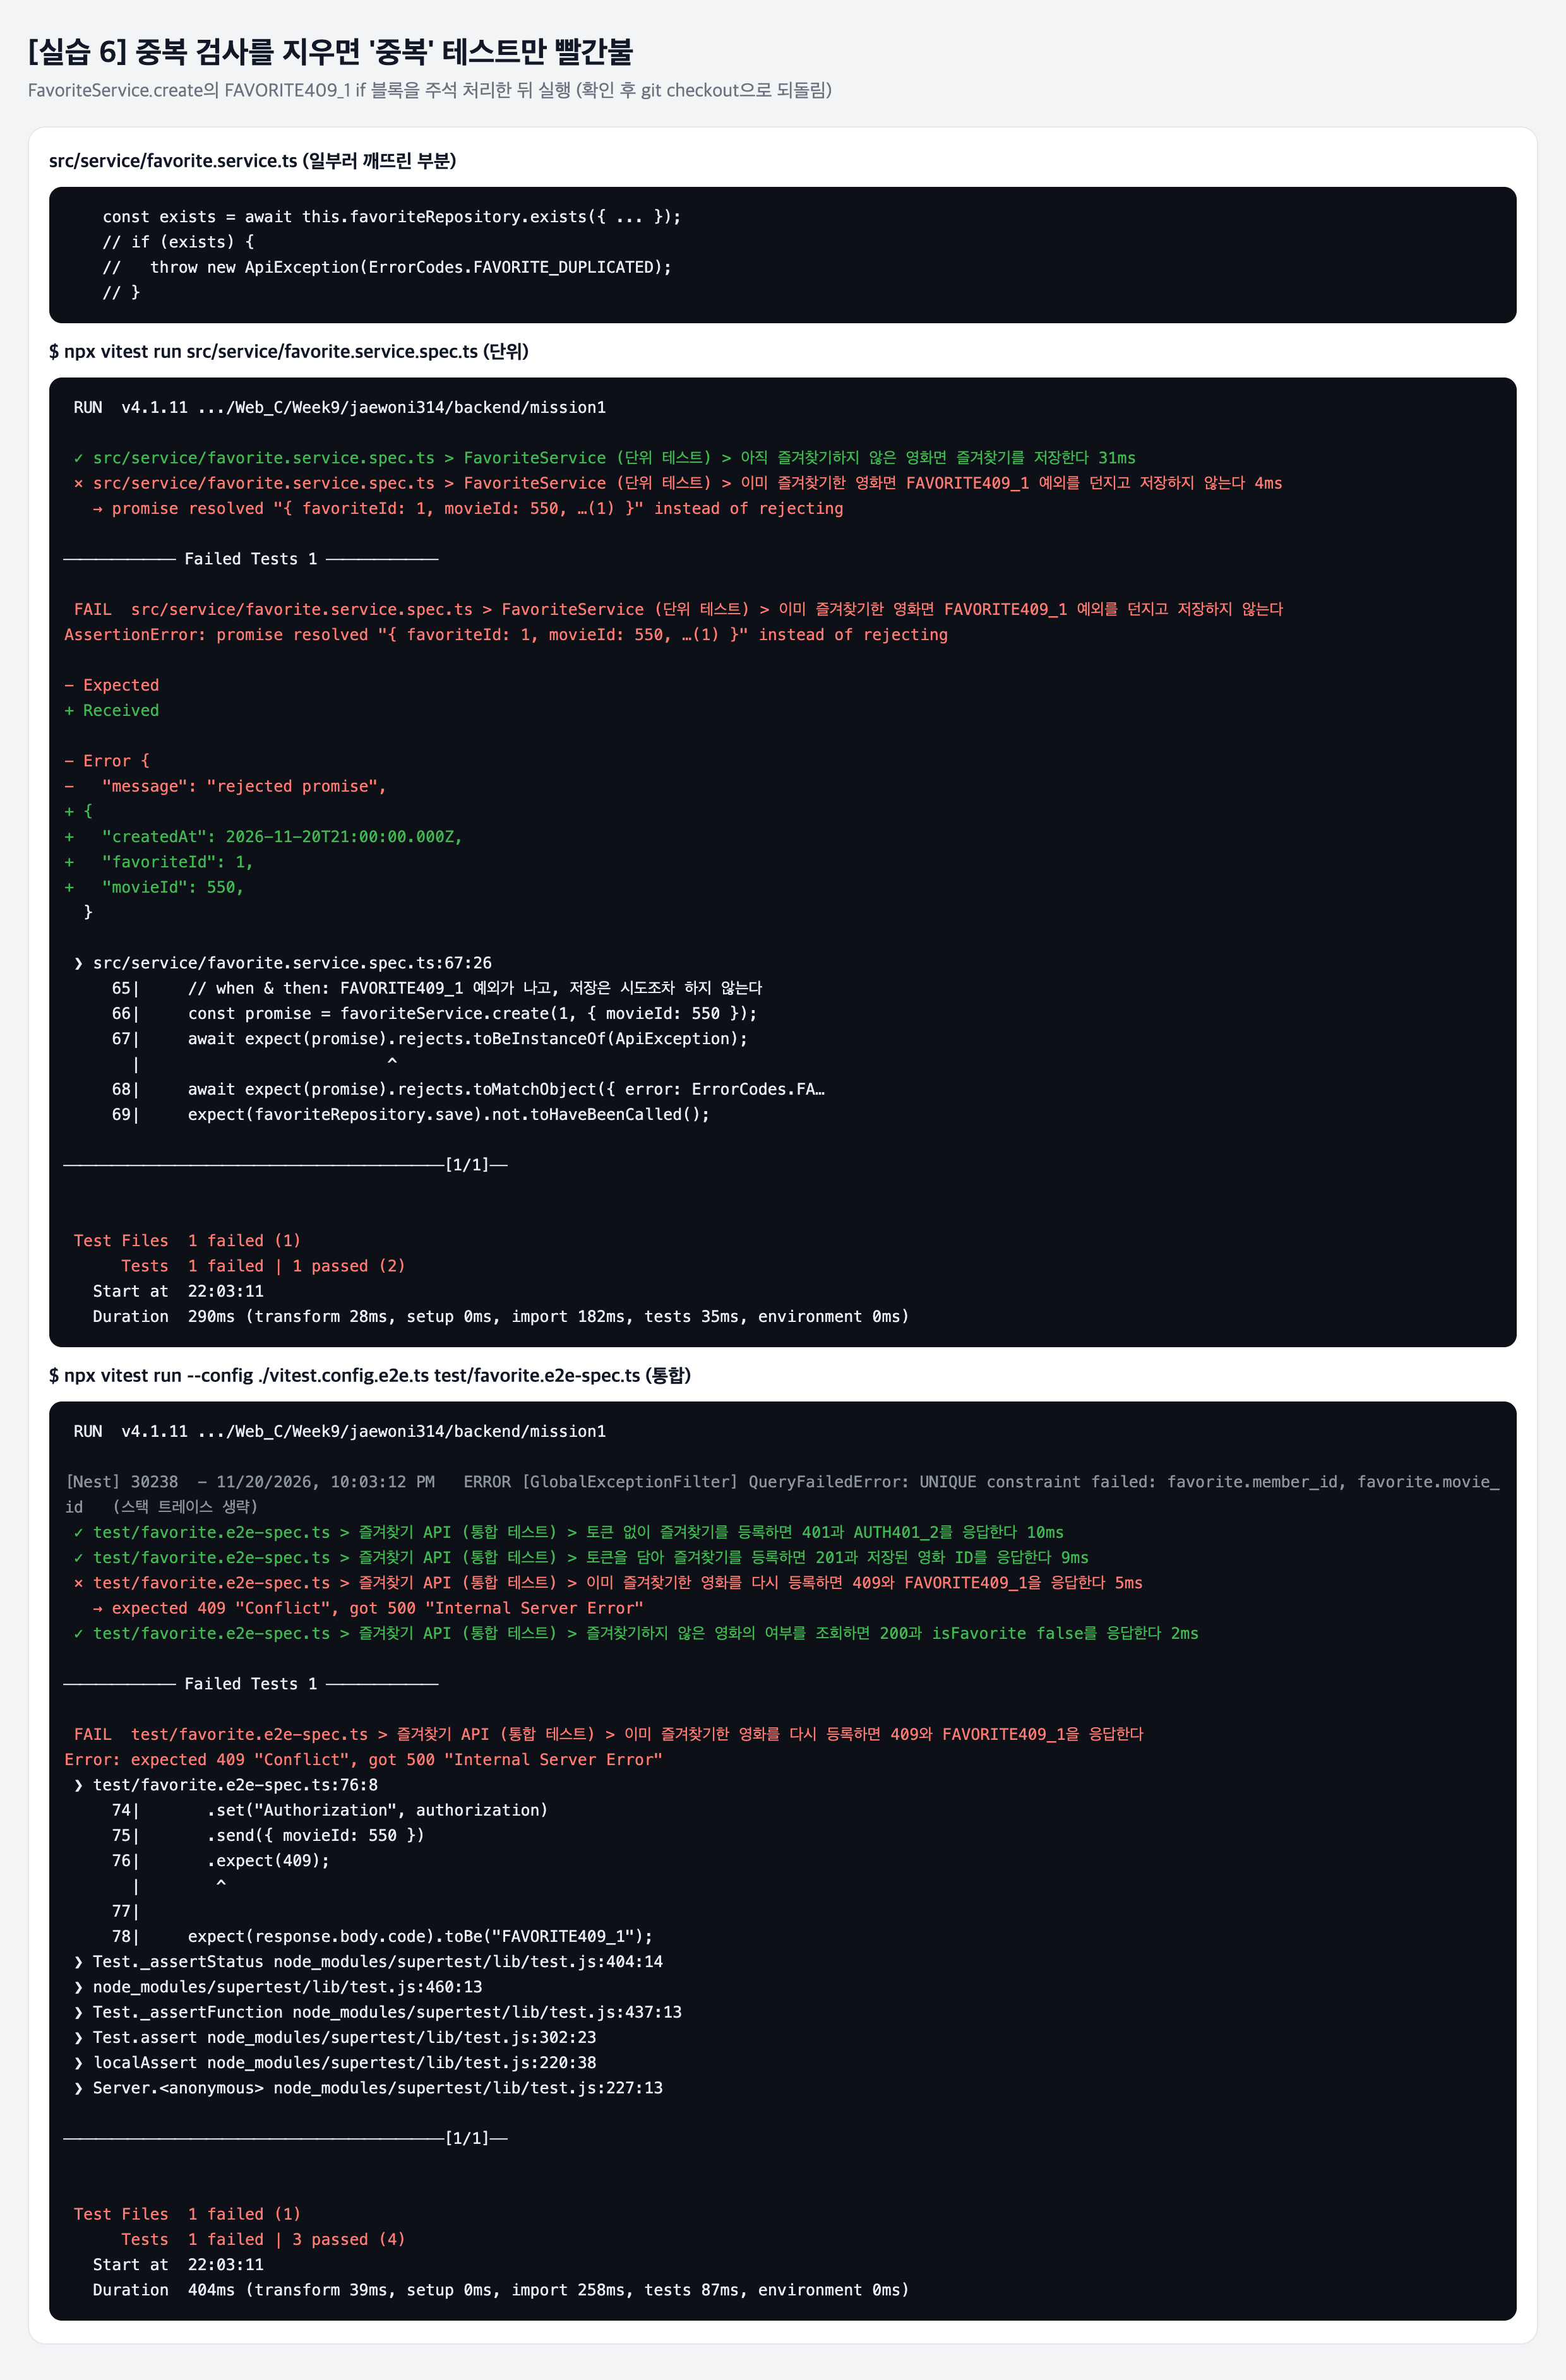 [실습 6] 중복 검사를 지우면 '중복' 테스트만 빨간불
FavoriteService.create의 FAVORITE409_1 if 블록을 주석 처리한 뒤 실행 (확인 후 git checkout으로 되돌림)
src/service/favorite.service.ts (일부러 깨뜨린 부분)
const exists = await this.favoriteRepository.exists({ ... });
// if (exists) {
//   throw new ApiException(ErrorCodes.FAVORITE_DUPLICATED);
// }
$ npx vitest run src/service/favorite.service.spec.ts (단위)
RUN  v4.1.11 .../Web_C/Week9/jaewoni314/backend/mission1
✓ src/service/favorite.service.spec.ts > FavoriteService (단위 테스트) > 아직 즐겨찾기하지 않은 영화면 즐겨찾기를 저장한다 31ms
× src/service/favorite.service.spec.ts > FavoriteService (단위 테스트) > 이미 즐겨찾기한 영화면 FAVORITE409_1 예외를 던지고 저장하지 않는다 4ms
→ promise resolved "{ favoriteId: 1, movieId: 550, …(1) }" instead of rejecting
Failed Tests 1
FAIL  src/service/favorite.service.spec.ts > FavoriteService (단위 테스트) > 이미 즐겨찾기한 영화면 FAVORITE409_1 예외를 던지고 저장하지 않는다
AssertionError: promise resolved "{ favoriteId: 1, movieId: 550, …(1) }" instead of rejecting
- Expected
+ Received
- Error {
-   "message": "rejected promise",
+ {
+   "createdAt": 2026-11-20T21:00:00.000Z,
+   "favoriteId": 1,
+   "movieId": 550,
}
❯ src/service/favorite.service.spec.ts:67:26
65|     // when & then: FAVORITE409_1 예외가 나고, 저장은 시도조차 하지 않는다
66|     const promise = favoriteService.create(1, { movieId: 550 });
67|     await expect(promise).rejects.toBeInstanceOf(ApiException);
|                          ^
68|     await expect(promise).rejects.toMatchObject({ error: ErrorCodes.FA…
69|     expect(favoriteRepository.save).not.toHaveBeenCalled();
[1/1]
Test Files  1 failed (1)
Tests  1 failed | 1 passed (2)
Start at  22:03:11
Duration  290ms (transform 28ms, setup 0ms, import 182ms, tests 35ms, environment 0ms)
$ npx vitest run --config ./vitest.config.e2e.ts test/favorite.e2e-spec.ts (통합)
RUN  v4.1.11 .../Web_C/Week9/jaewoni314/backend/mission1
[Nest] 30238  - 11/20/2026, 10:03:12 PM   ERROR [GlobalExceptionFilter] QueryFailedError: UNIQUE constraint failed: favorite.member_id, favorite.movie_
id   (스택 트레이스 생략)
✓ test/favorite.e2e-spec.ts > 즐겨찾기 API (통합 테스트) > 토큰 없이 즐겨찾기를 등록하면 401과 AUTH401_2를 응답한다 10ms
✓ test/favorite.e2e-spec.ts > 즐겨찾기 API (통합 테스트) > 토큰을 담아 즐겨찾기를 등록하면 201과 저장된 영화 ID를 응답한다 9ms
× test/favorite.e2e-spec.ts > 즐겨찾기 API (통합 테스트) > 이미 즐겨찾기한 영화를 다시 등록하면 409와 FAVORITE409_1을 응답한다 5ms
→ expected 409 "Conflict", got 500 "Internal Server Error"
✓ test/favorite.e2e-spec.ts > 즐겨찾기 API (통합 테스트) > 즐겨찾기하지 않은 영화의 여부를 조회하면 200과 isFavorite false를 응답한다 2ms
Failed Tests 1
FAIL  test/favorite.e2e-spec.ts > 즐겨찾기 API (통합 테스트) > 이미 즐겨찾기한 영화를 다시 등록하면 409와 FAVORITE409_1을 응답한다
Error: expected 409 "Conflict", got 500 "Internal Server Error"
❯ test/favorite.e2e-spec.ts:76:8
74|       .set("Authorization", authorization)
75|       .send({ movieId: 550 })
76|       .expect(409);
|        ^
77|
78|     expect(response.body.code).toBe("FAVORITE409_1");
❯ Test._assertStatus node_modules/supertest/lib/test.js:404:14
❯ node_modules/supertest/lib/test.js:460:13
❯ Test._assertFunction node_modules/supertest/lib/test.js:437:13
❯ Test.assert node_modules/supertest/lib/test.js:302:23
❯ localAssert node_modules/supertest/lib/test.js:220:38
❯ Server.<anonymous> node_modules/supertest/lib/test.js:227:13
[1/1]
Test Files  1 failed (1)
Tests  1 failed | 3 passed (4)
Start at  22:03:11
Duration  404ms (transform 39ms, setup 0ms, import 258ms, tests 87ms, environment 0ms)